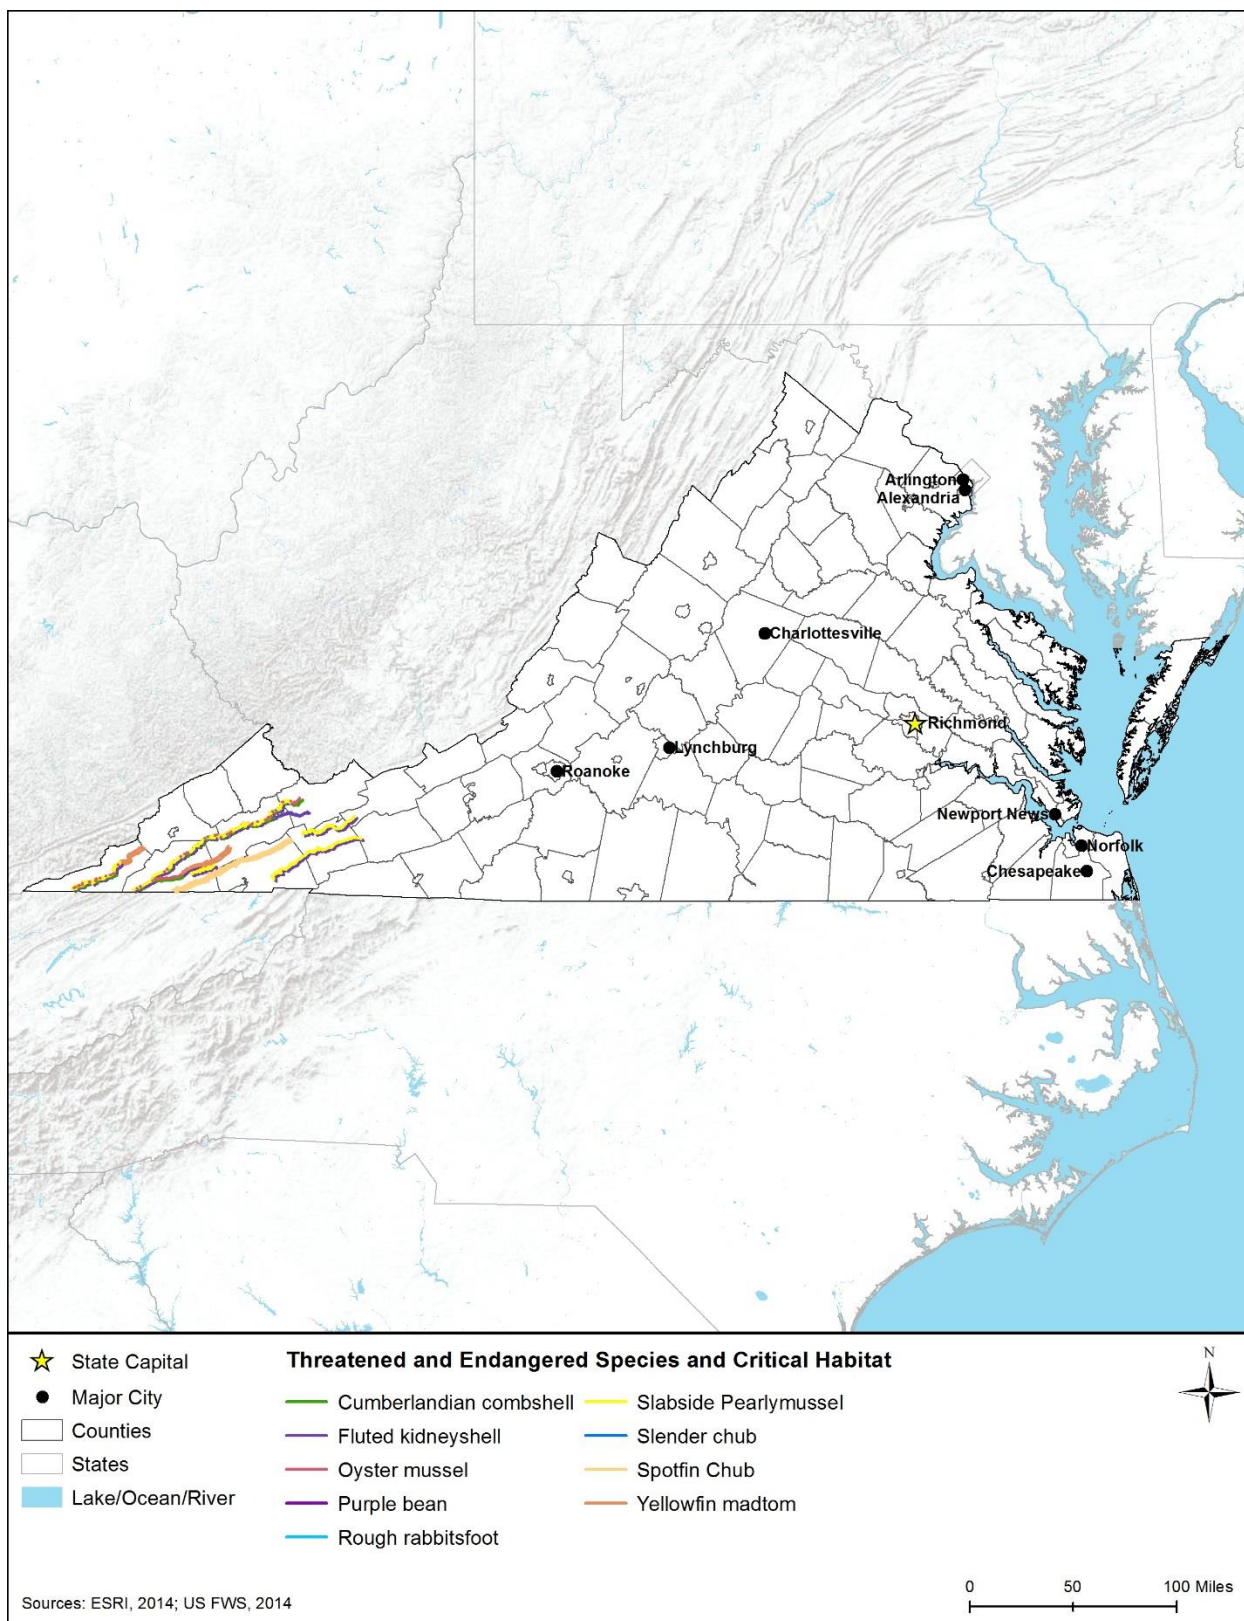 Arlington
Alexandria
Charlottesville
Richmond
Lynchburg
Roanoke
Newport News
Norfolk
Chesapeake
State Capital
Major City
Counties
States
Lake/Ocean/River
Threatened and Endangered Species and Critical Habitat
Cumberlandian combshell
Fluted kidneyshell
Oyster mussel
Purple bean
Rough rabbitsfoot
Slabside Pearlymussel
Slender chub
Spotfin Chub
Yellowfin madtom
N
0 50 100 Miles
Sources: ESRI, 2014; US FWS, 2014